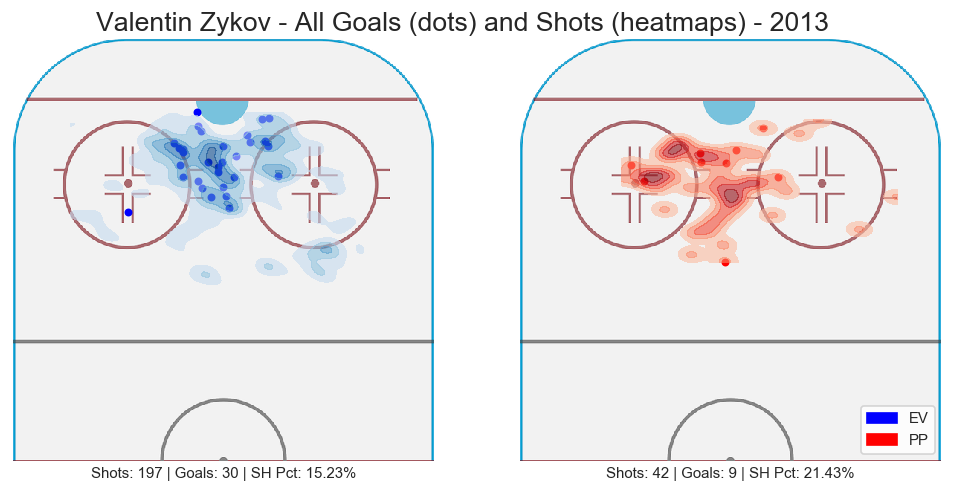 Valentin Zykov - All Goals (dots) and Shots (heatmaps) - 2013
EV
PP
Shots: 197 | Goals: 30 | SH Pct: 15.23%
Shots: 42 | Goals: 9 | SH Pct: 21.43%